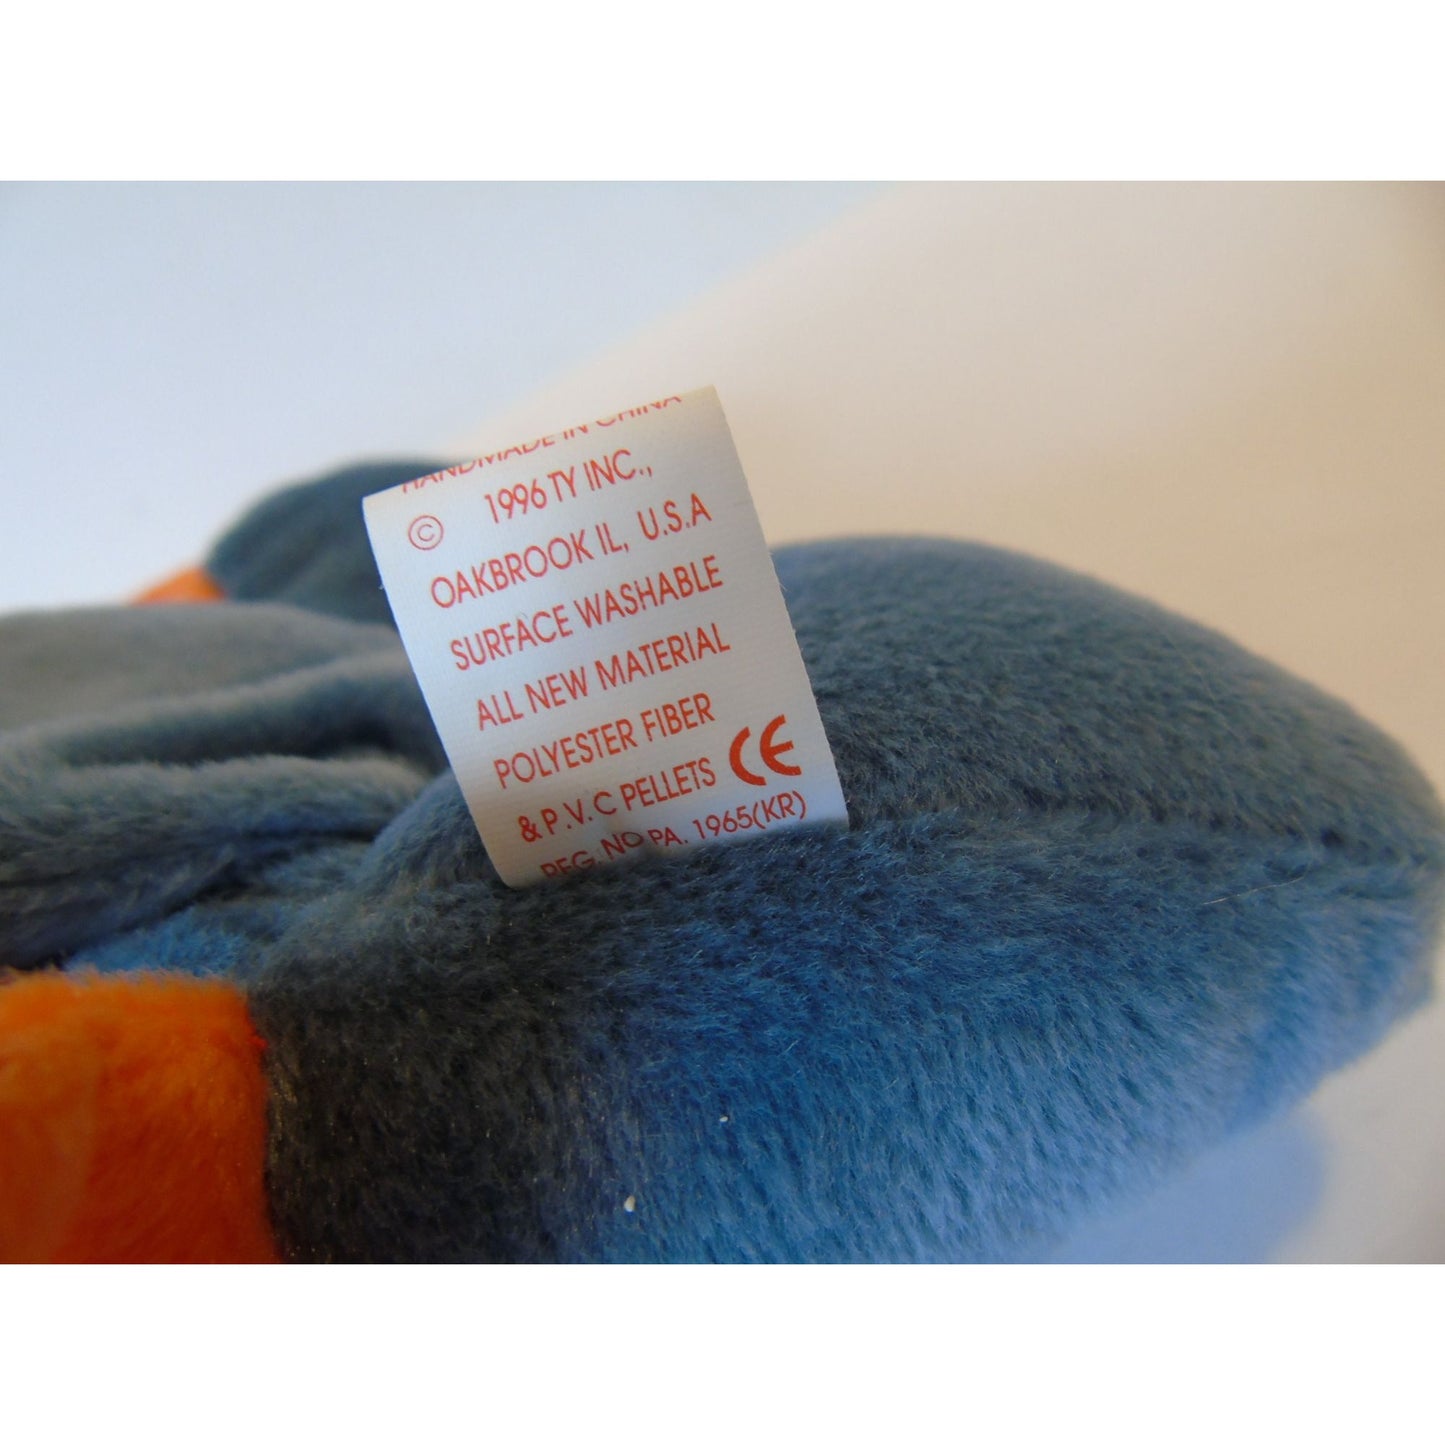 HANDMADE IN CHINA
© 1996 TY INC.,
OAKBROOK IL, U.S.A
SURFACE WASHABLE
ALL NEW MATERIAL
POLYESTER FIBER
& P.V.C PELLETS CE
REG. NO PA. 1965(KR)